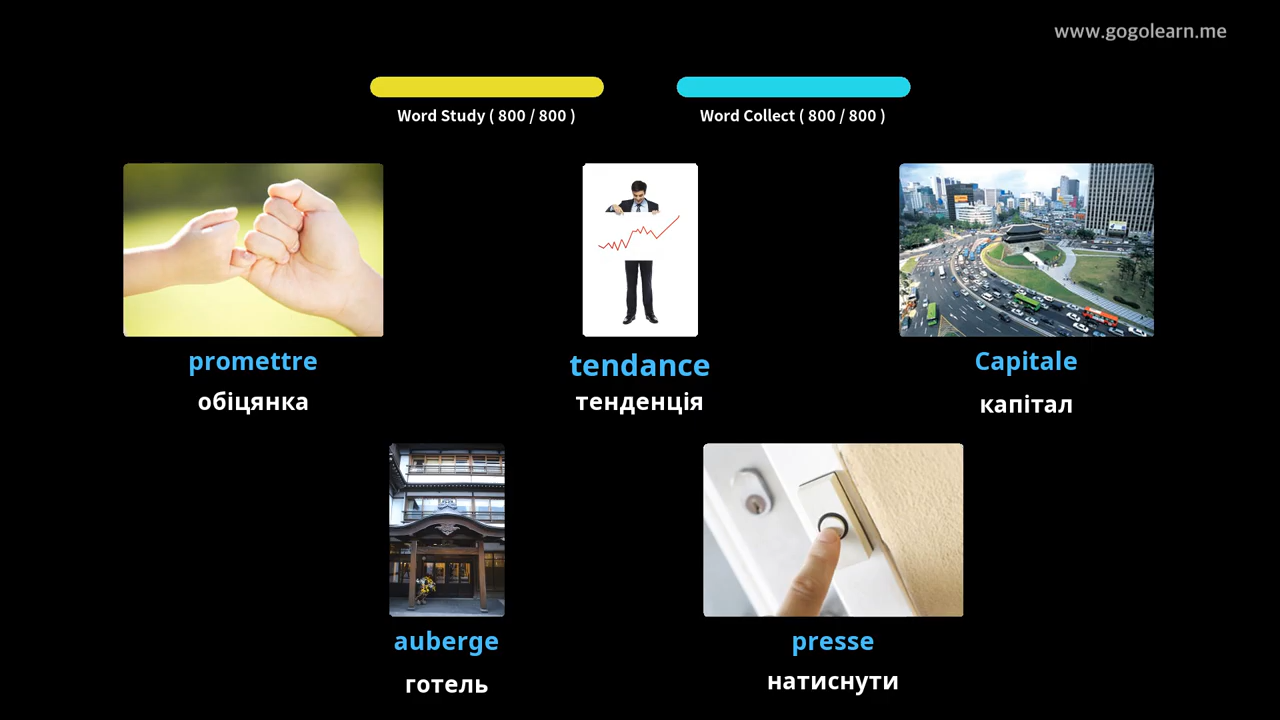 www.gogolearn.me
Word Study ( 800 / 800 )
Word Collect ( 800 / 800 )
promettre
обіцянка
tendance
тенденція
Capitale
капітал
auberge
готель
presse
натиснути